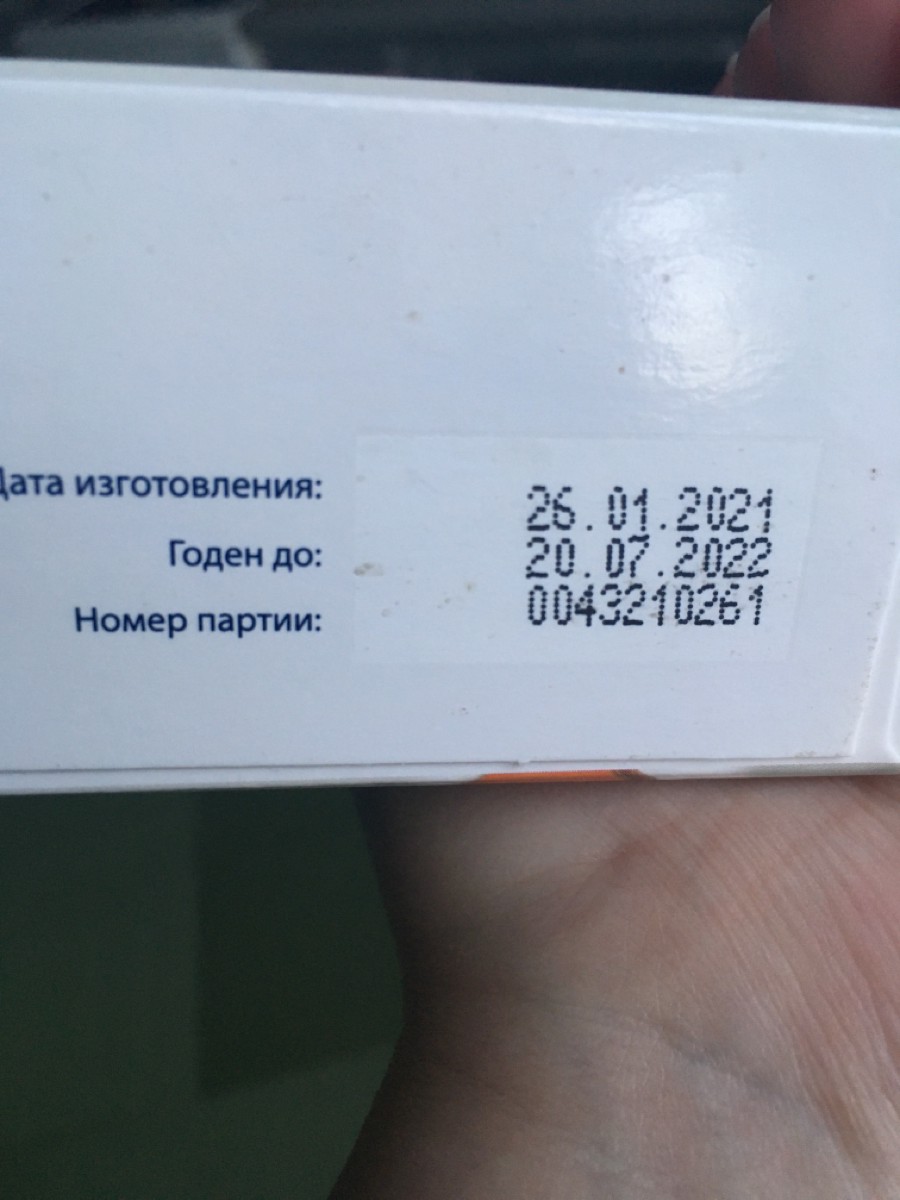 Дата изготовления: 26.01.2021
Годен до: 20.07.2022
Номер партии: 0043210261